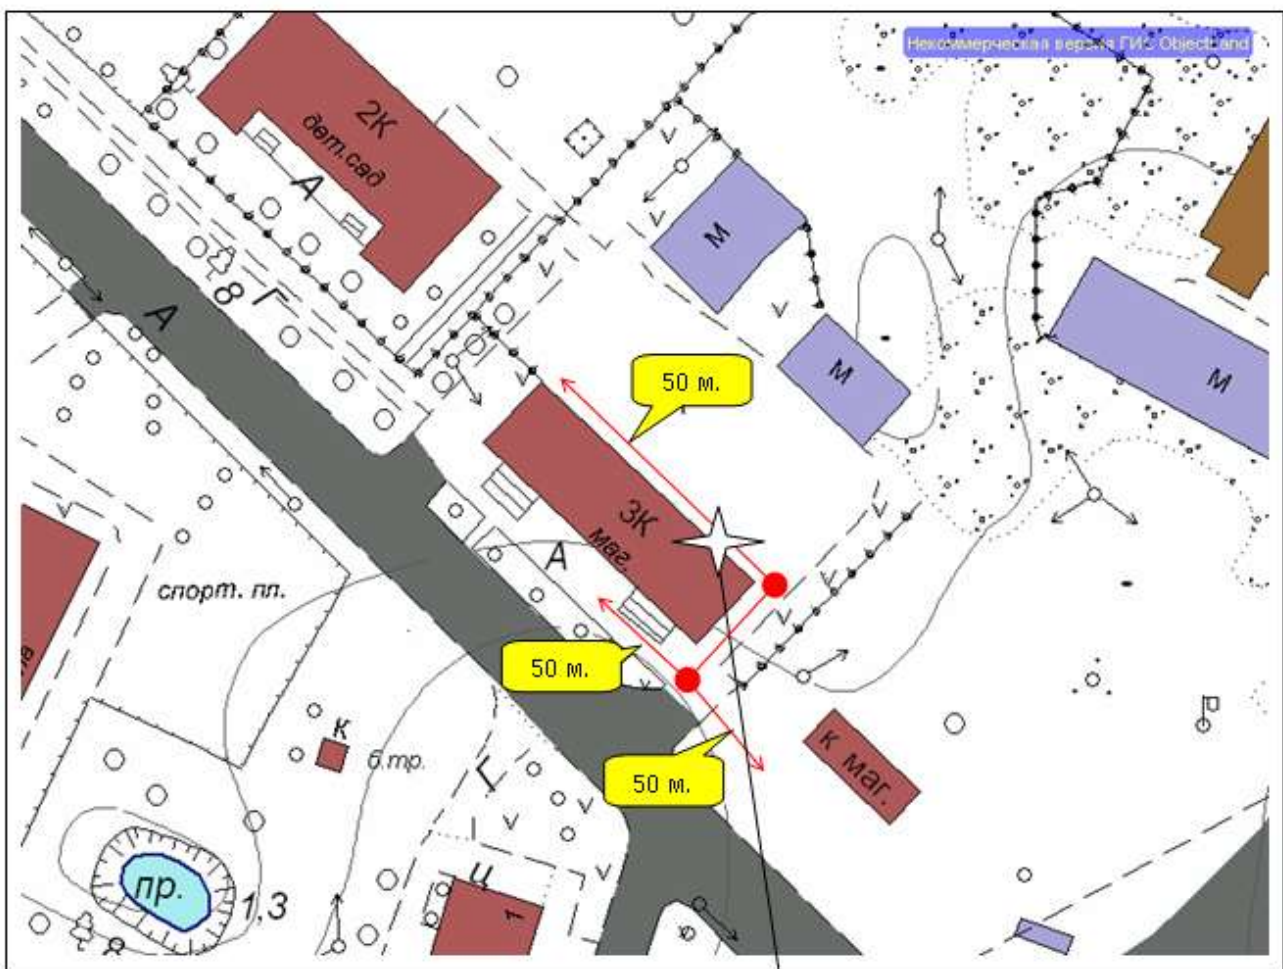 Некоммерческая версия ГИС ObjectLand
2К
дет.сад
А
М
8 Г
А
М
М
50 м.
3К
маг.
А
спорт. пл.
50 м.
К
б.тр.
Г
50 м.
К маг.
пр.
1,3
Ц
1
8